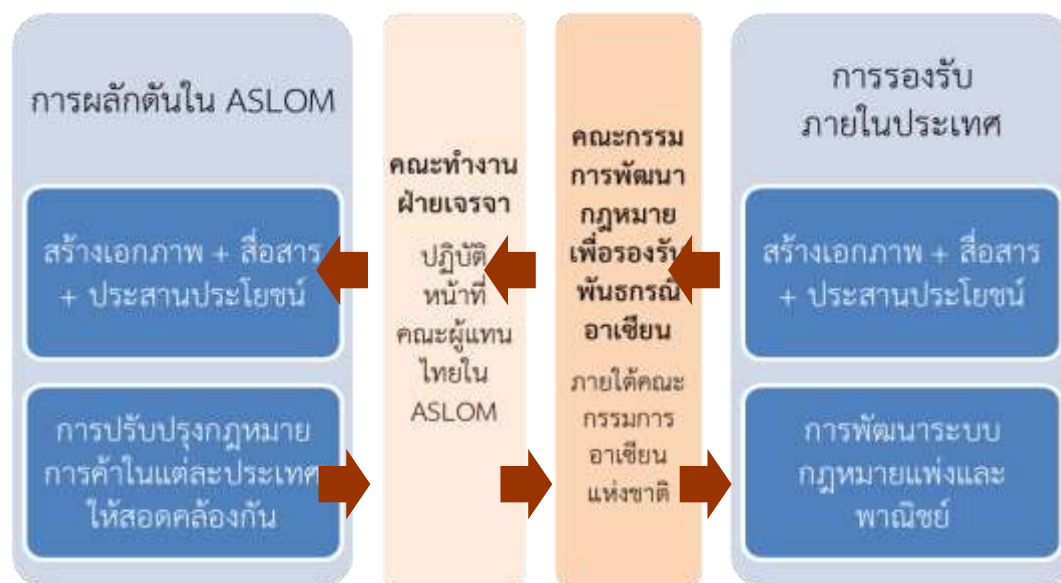 การผลักดันใน ASLOM
สร้างเอกภาพ + สื่อสาร
+ ประสานประโยชน์
การปรับปรุงกฎหมาย
การค้าในแต่ละประเทศ
ให้สอดคล้องกัน
คณะทำงาน
ฝ่ายเจรจา
ปฏิบัติ
หน้าที่
คณะผู้แทน
ไทยใน
ASLOM
คณะกรรม
การพัฒนา
กฎหมาย
เพื่อรองรับ
พันธกรณี
อาเซียน
ภายใต้คณะ
กรรมการ
อาเซียน
แห่งชาติ
การรองรับ
ภายในประเทศ
สร้างเอกภาพ + สื่อสาร
+ ประสานประโยชน์
การพัฒนาระบบ
กฎหมายแพ่งและ
พาณิชย์